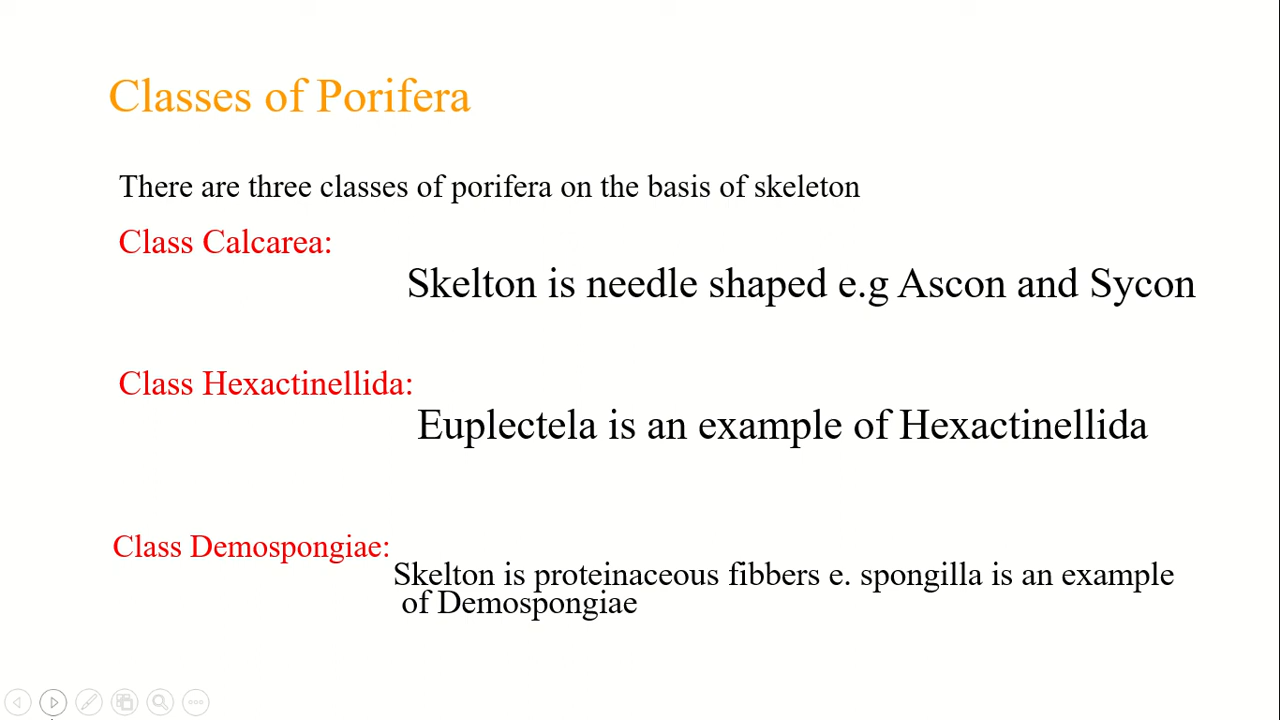 Classes of Porifera
There are three classes of porifera on the basis of skeleton
Class Calcarea:
Skelton is needle shaped e.g Ascon and Sycon
Class Hexactinellida:
Euplectela is an example of Hexactinellida
Class Demospongiae:
Skelton is proteinaceous fibbers e. spongilla is an example
of Demospongiae